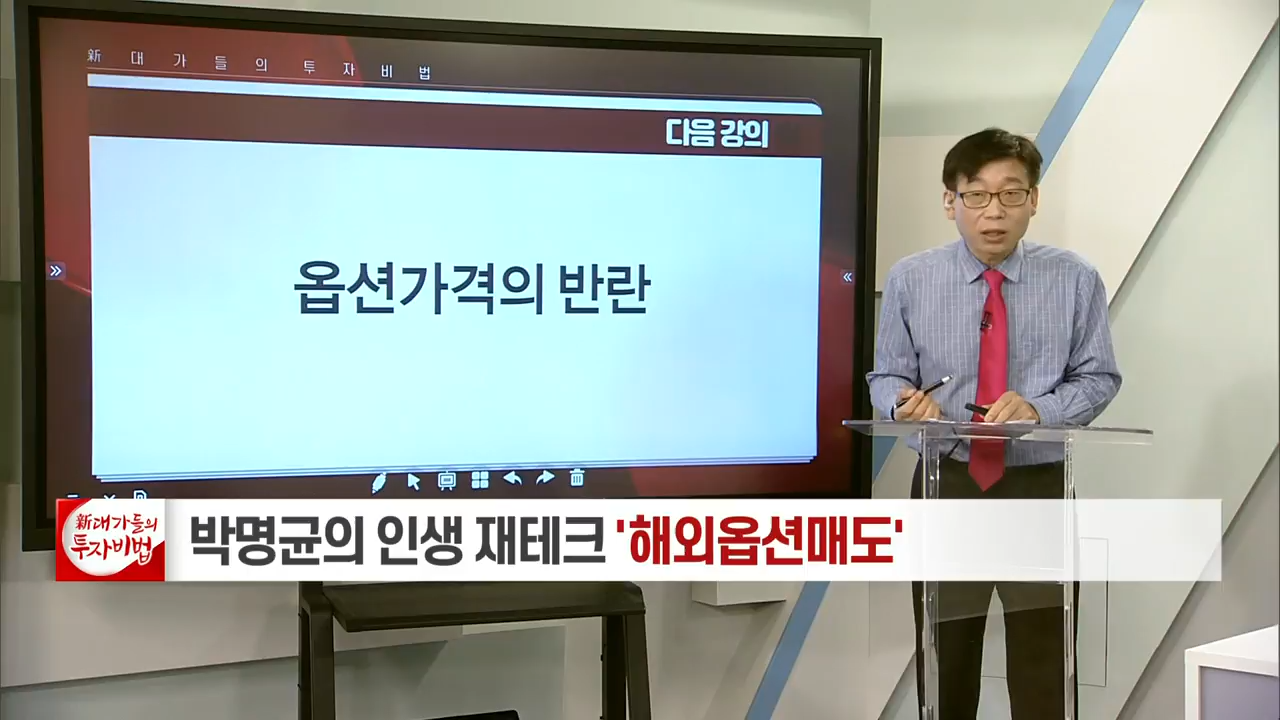 新 대 가 들 의 투 자 비 법
다음 강의
옵션가격의 반란
新대가들의
투자비법
박명균의 인생 재테크 '해외옵션매도'